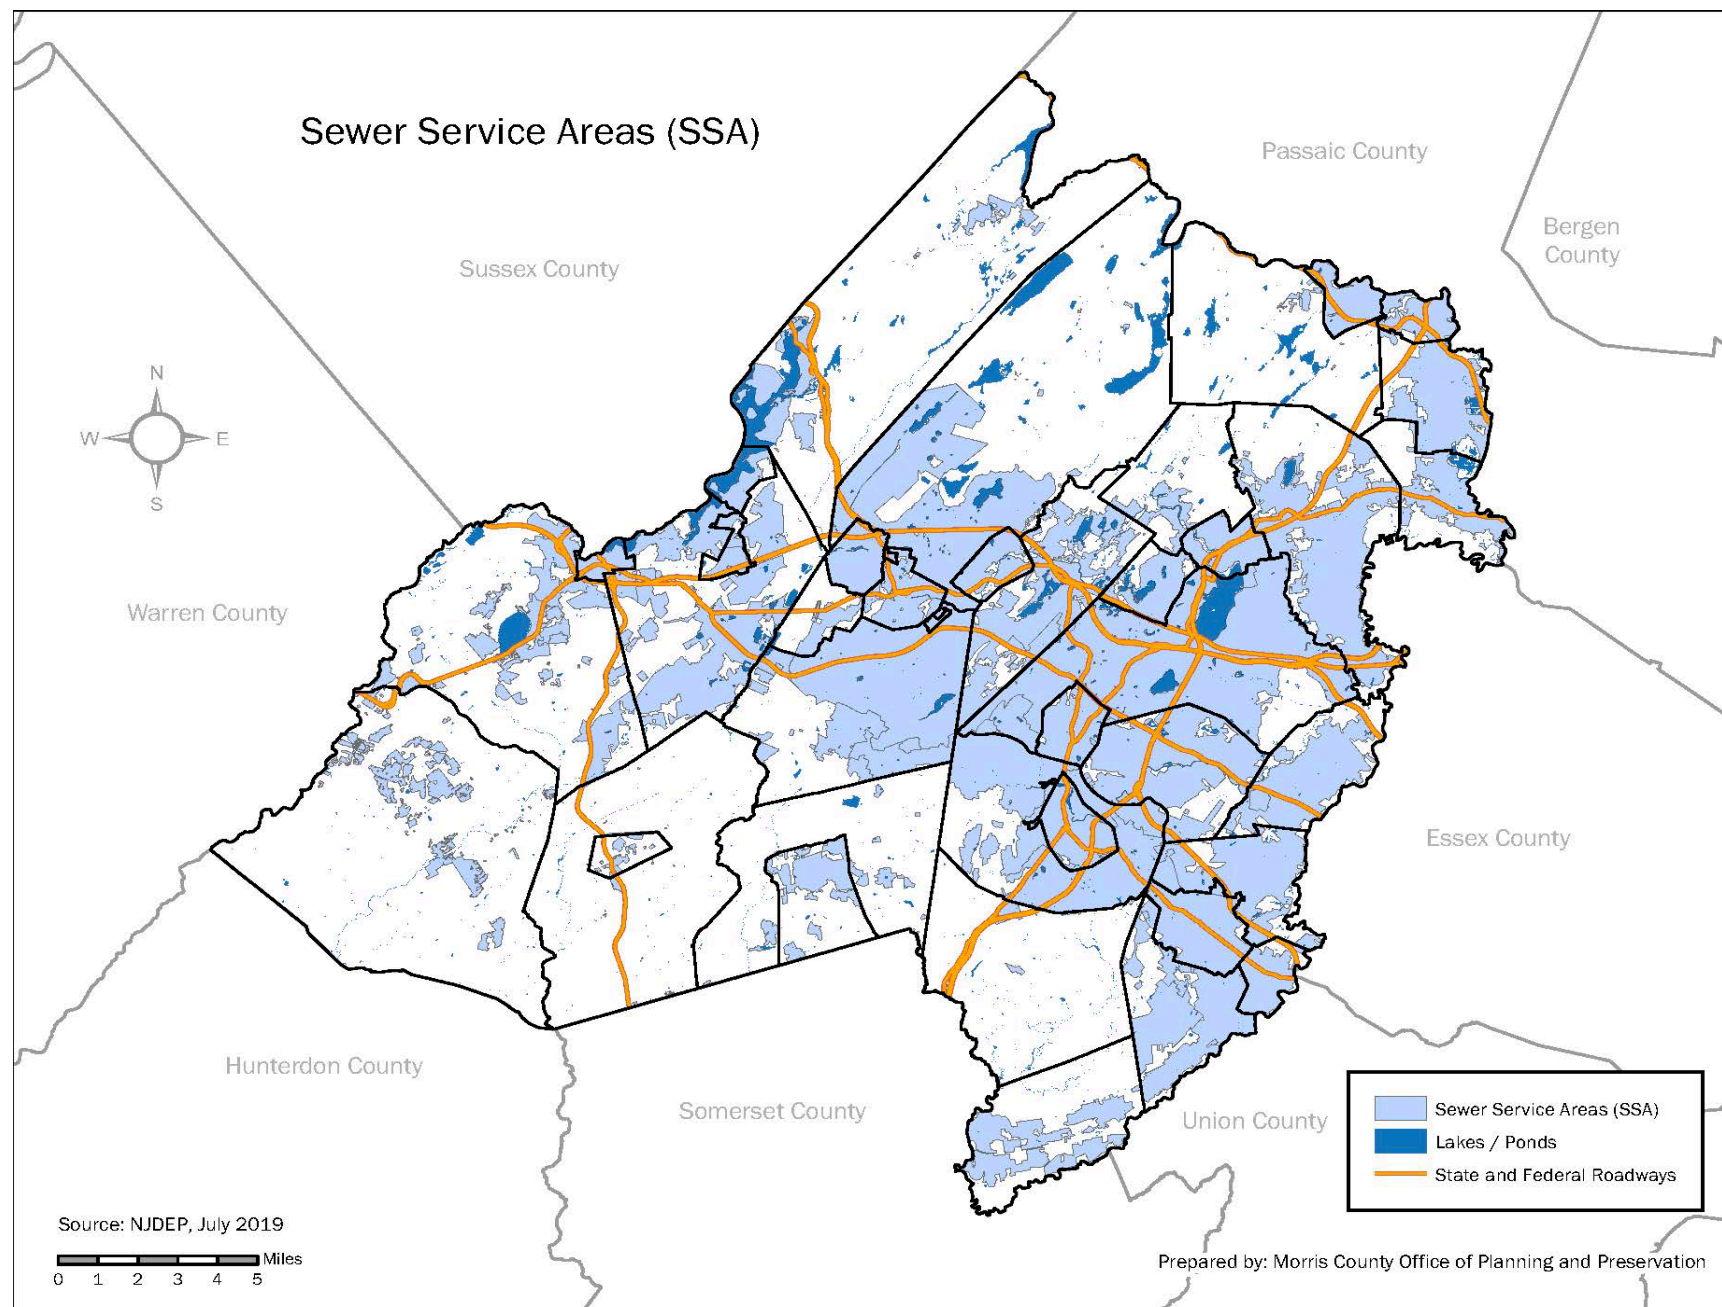 Sewer Service Areas (SSA)
Passaic County
Bergen
County
Sussex County
N
W
E
S
Warren County
Essex County
Hunterdon County
Somerset County
Union County
Sewer Service Areas (SSA)
Lakes / Ponds
State and Federal Roadways
Source: NJDEP, July 2019
Miles
0 1 2 3 4 5
Prepared by: Morris County Office of Planning and Preservation